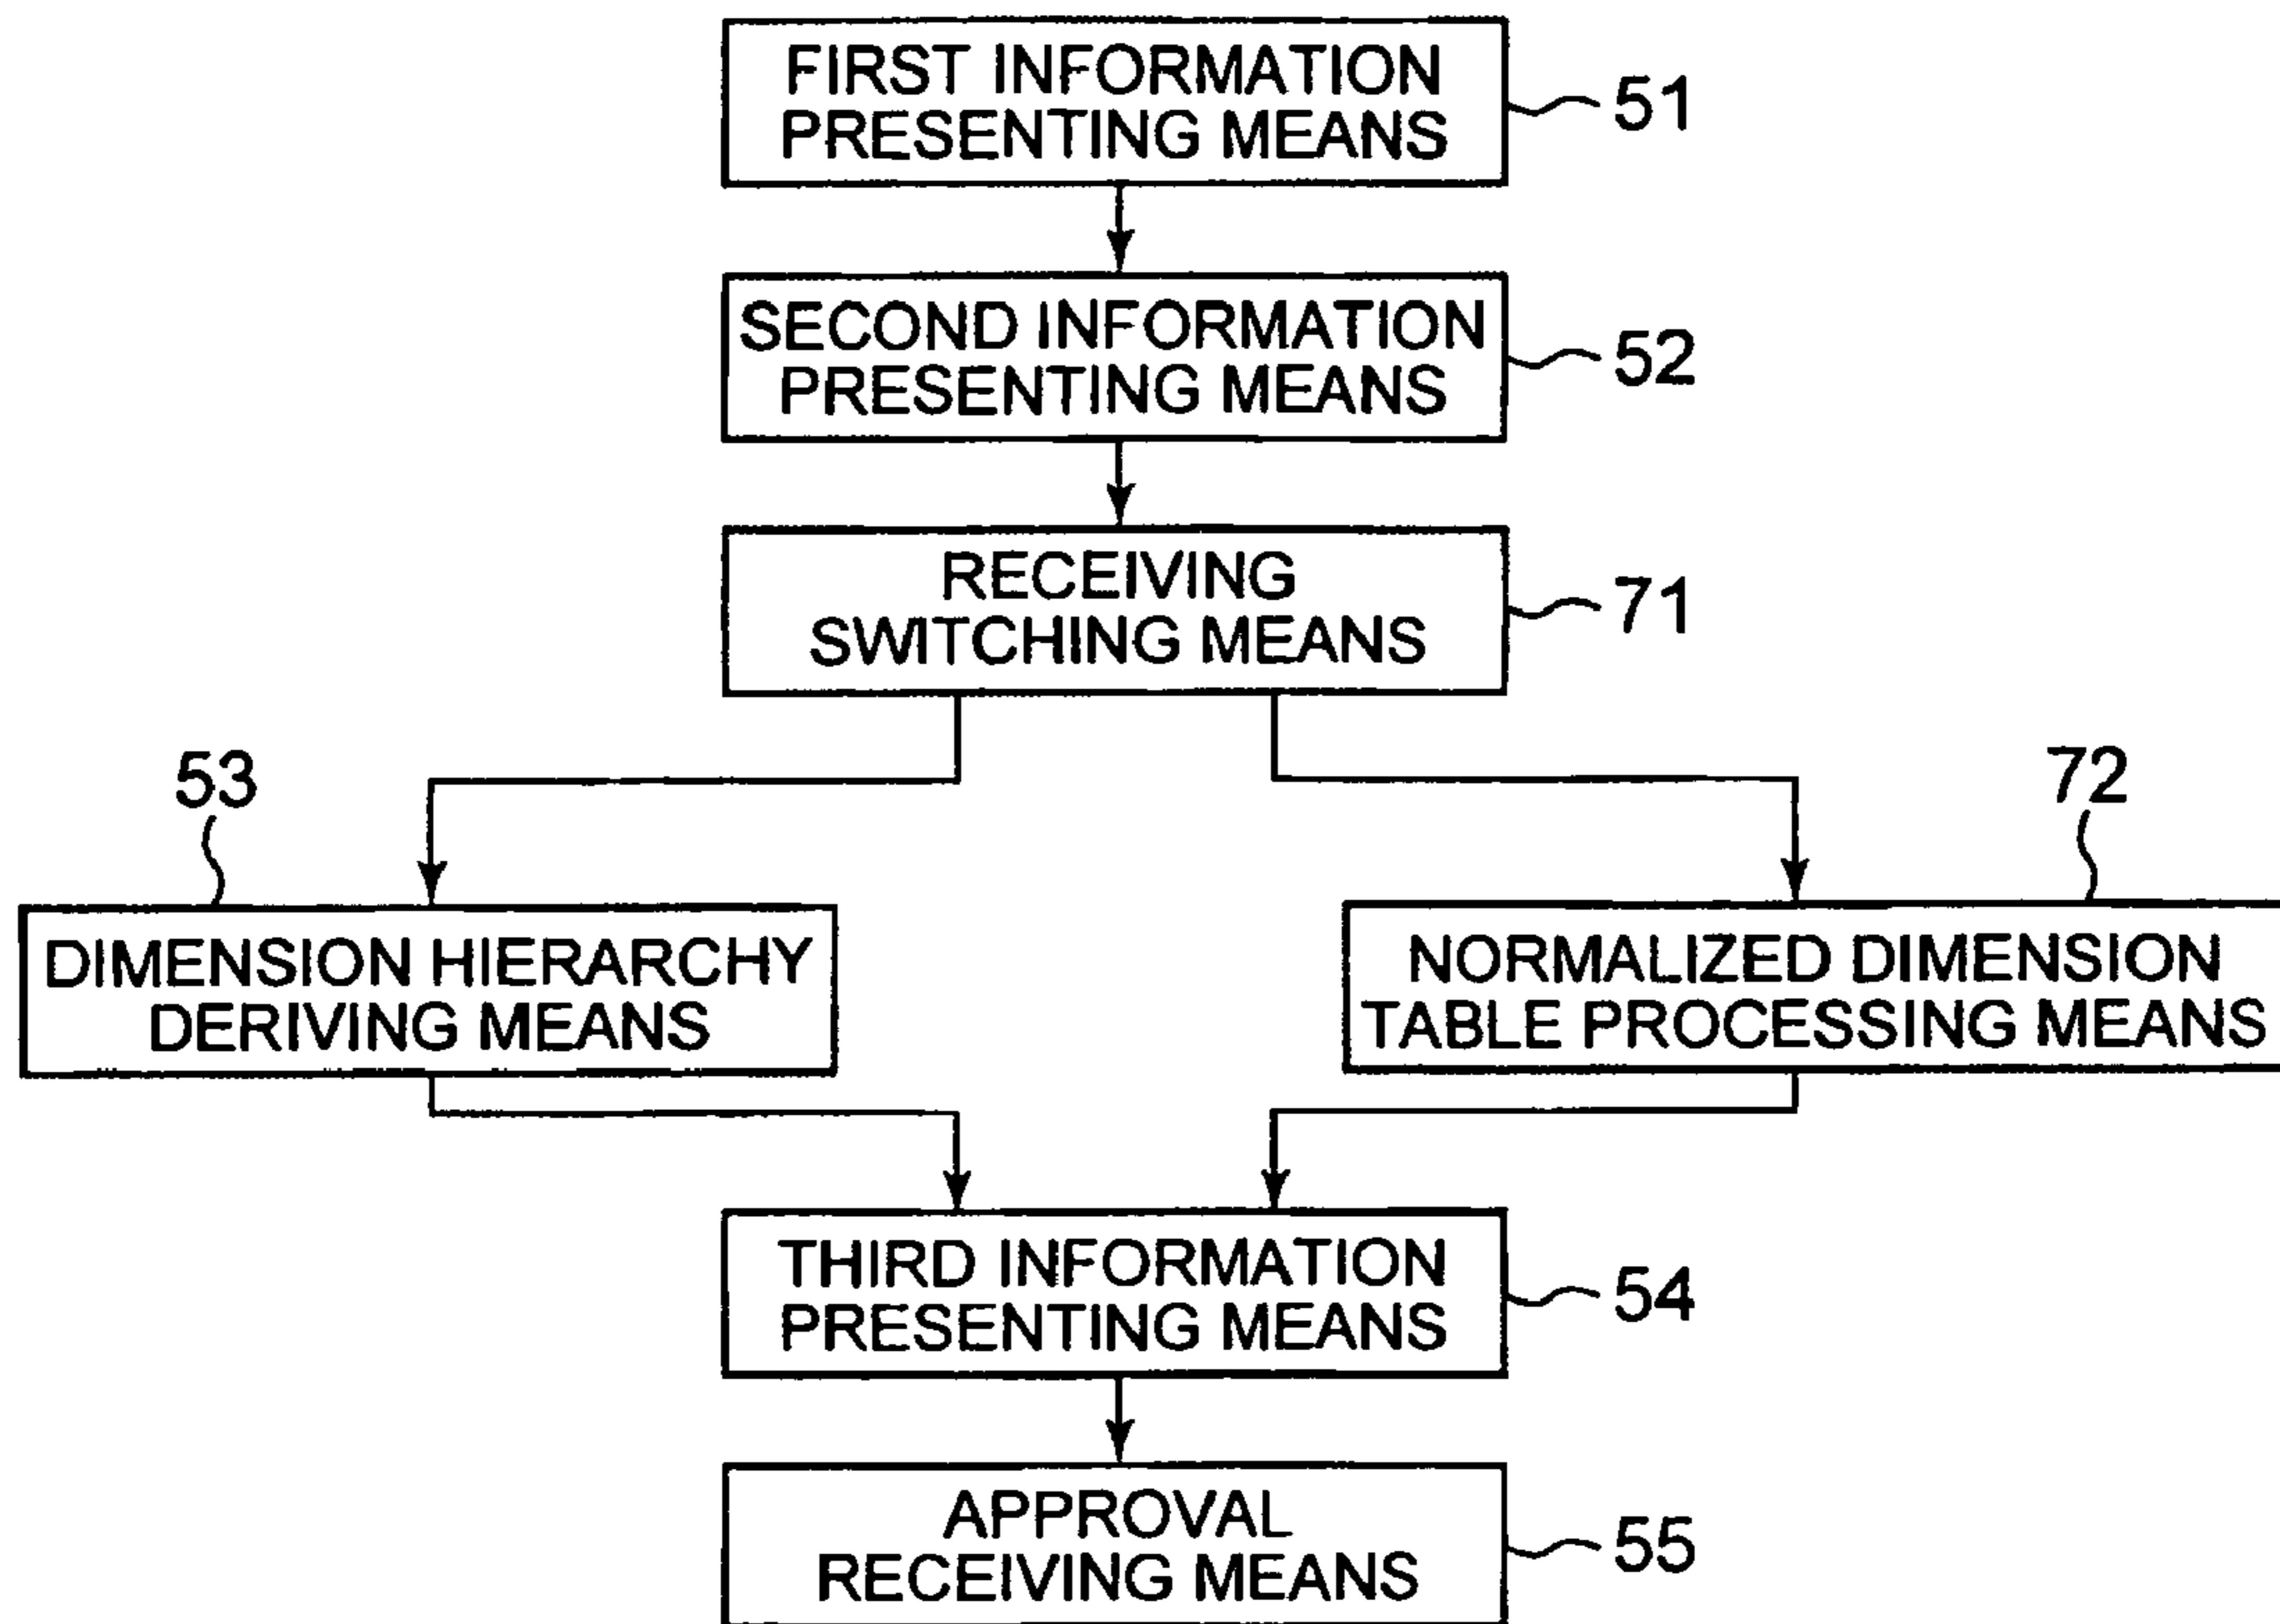 FIRST INFORMATION
PRESENTING MEANS
51
SECOND INFORMATION
PRESENTING MEANS
52
RECEIVING
SWITCHING MEANS
71
53
72
DIMENSION HIERARCHY
DERIVING MEANS
NORMALIZED DIMENSION
TABLE PROCESSING MEANS
THIRD INFORMATION
PRESENTING MEANS
54
APPROVAL
RECEIVING MEANS
55